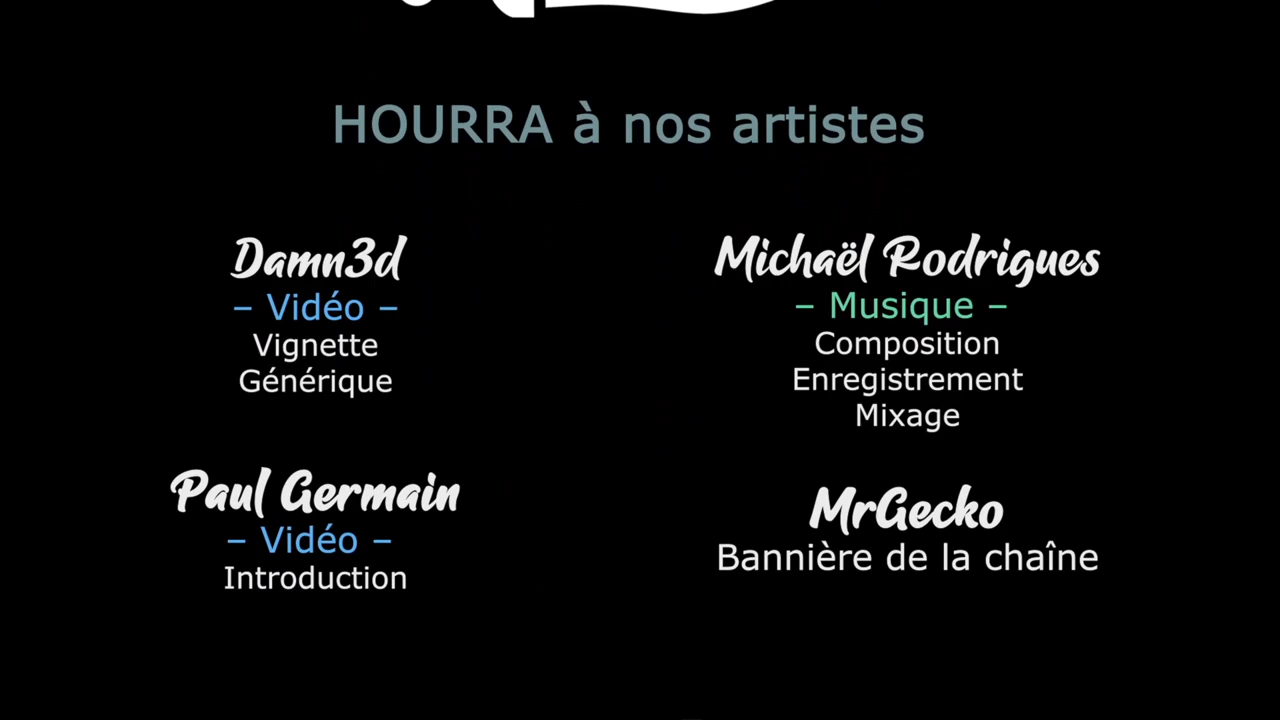 HOURRA à nos artistes
Damn3d
– Vidéo –
Vignette
Générique
Michaël Rodrigues
– Musique –
Composition
Enregistrement
Mixage
Paul Germain
– Vidéo –
Introduction
MrGecko
Bannière de la chaîne